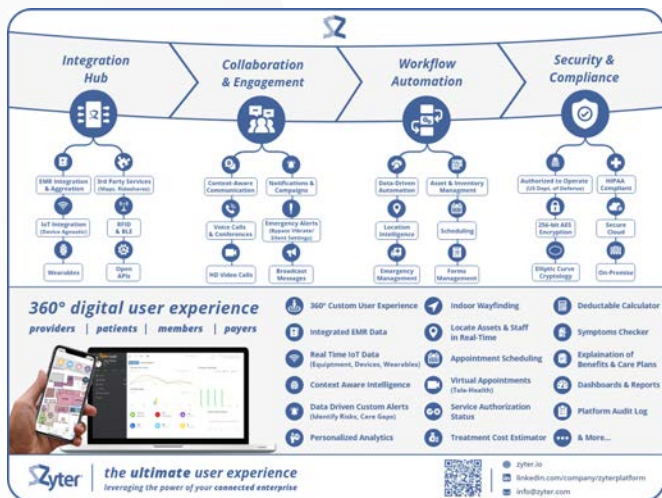 Integration
Hub
Collaboration
& Engagement
Workflow
Automation
Security &
Compliance
EMR Integration
& Aggreation
3rd Party Services
(Maps, Rideshares)
IoT Integration
(Device Agnostic)
RFID
& BLE
Wearables
Open
APIs
Context-Aware
Communication
Notifications &
Campaigns
Voice Calls
& Conferences
Emergency Alerts
(Bypass Vibrate/
Silent Settings)
HD Video Calls
Broadcast
Messages
Data-Driven
Automation
Asset & Inventory
Managment
Location
Intelligence
Scheduling
Emergency
Management
Forms
Management
Authorized to Operate
(US Dept. of Defense)
HIPAA
Compliant
256-bit AES
Encryption
Secure
Cloud
Elliptic Curve
Cryptology
On-Premise
360° digital user experience
providers | patients | members | payers
360° Custom User Experience
Integrated EMR Data
Real Time IoT Data
(Equiptment, Devices, Wearables)
Context Aware Intelligence
Data Driven Custom Alerts
(Identify Risks, Care Gaps)
Personalized Analytics
Indoor Wayfinding
Locate Assets & Staff
in Real-Time
Appointment Scheduling
Virtual Appointments
(Tele-Health)
Service Authorization
Status
Treatment Cost Estimator
Deductable Calculator
Symptoms Checker
Explaination of
Benefits & Care Plans
Dashboards & Reports
Platform Audit Log
& More...
Zyter
the ultimate user experience
leveraging the power of your connected enterprise
zyter.io
linkedin.com/company/zyterplatform
info@zyter.com